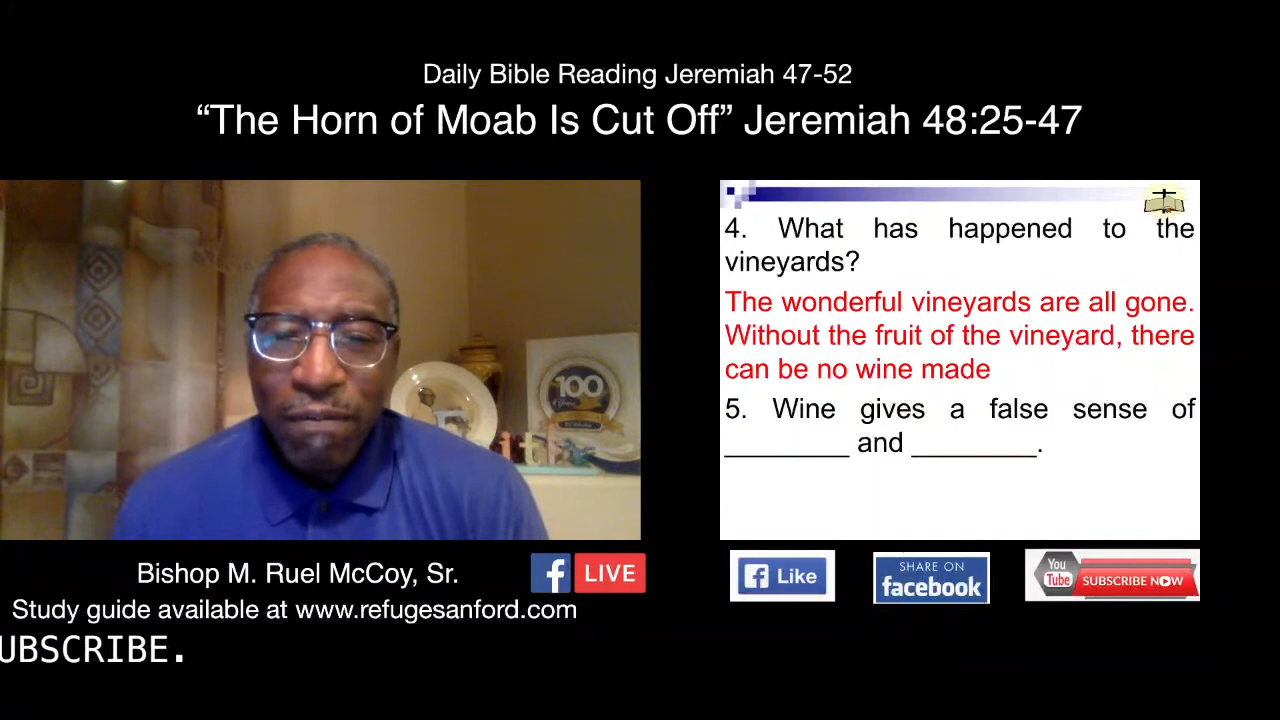 Daily Bible Reading Jeremiah 47-52
“The Horn of Moab Is Cut Off” Jeremiah 48:25-47
100
4. What has happened to the
vineyards?
The wonderful vineyards are all gone.
Without the fruit of the vineyard, there
can be no wine made
5. Wine gives a false sense of
________ and ________.
Bishop M. Ruel McCoy, Sr.
f LIVE
Study guide available at www.refugesanford.com
UBSCRIBE.
f Like
SHARE ON
facebook
You
Tube
SUBSCRIBE NOW